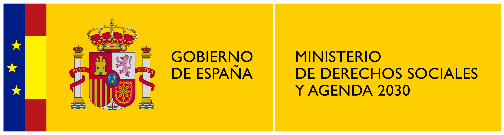 GOBIERNO
DE ESPAÑA
MINISTERIO
DE DERECHOS SOCIALES
Y AGENDA 2030